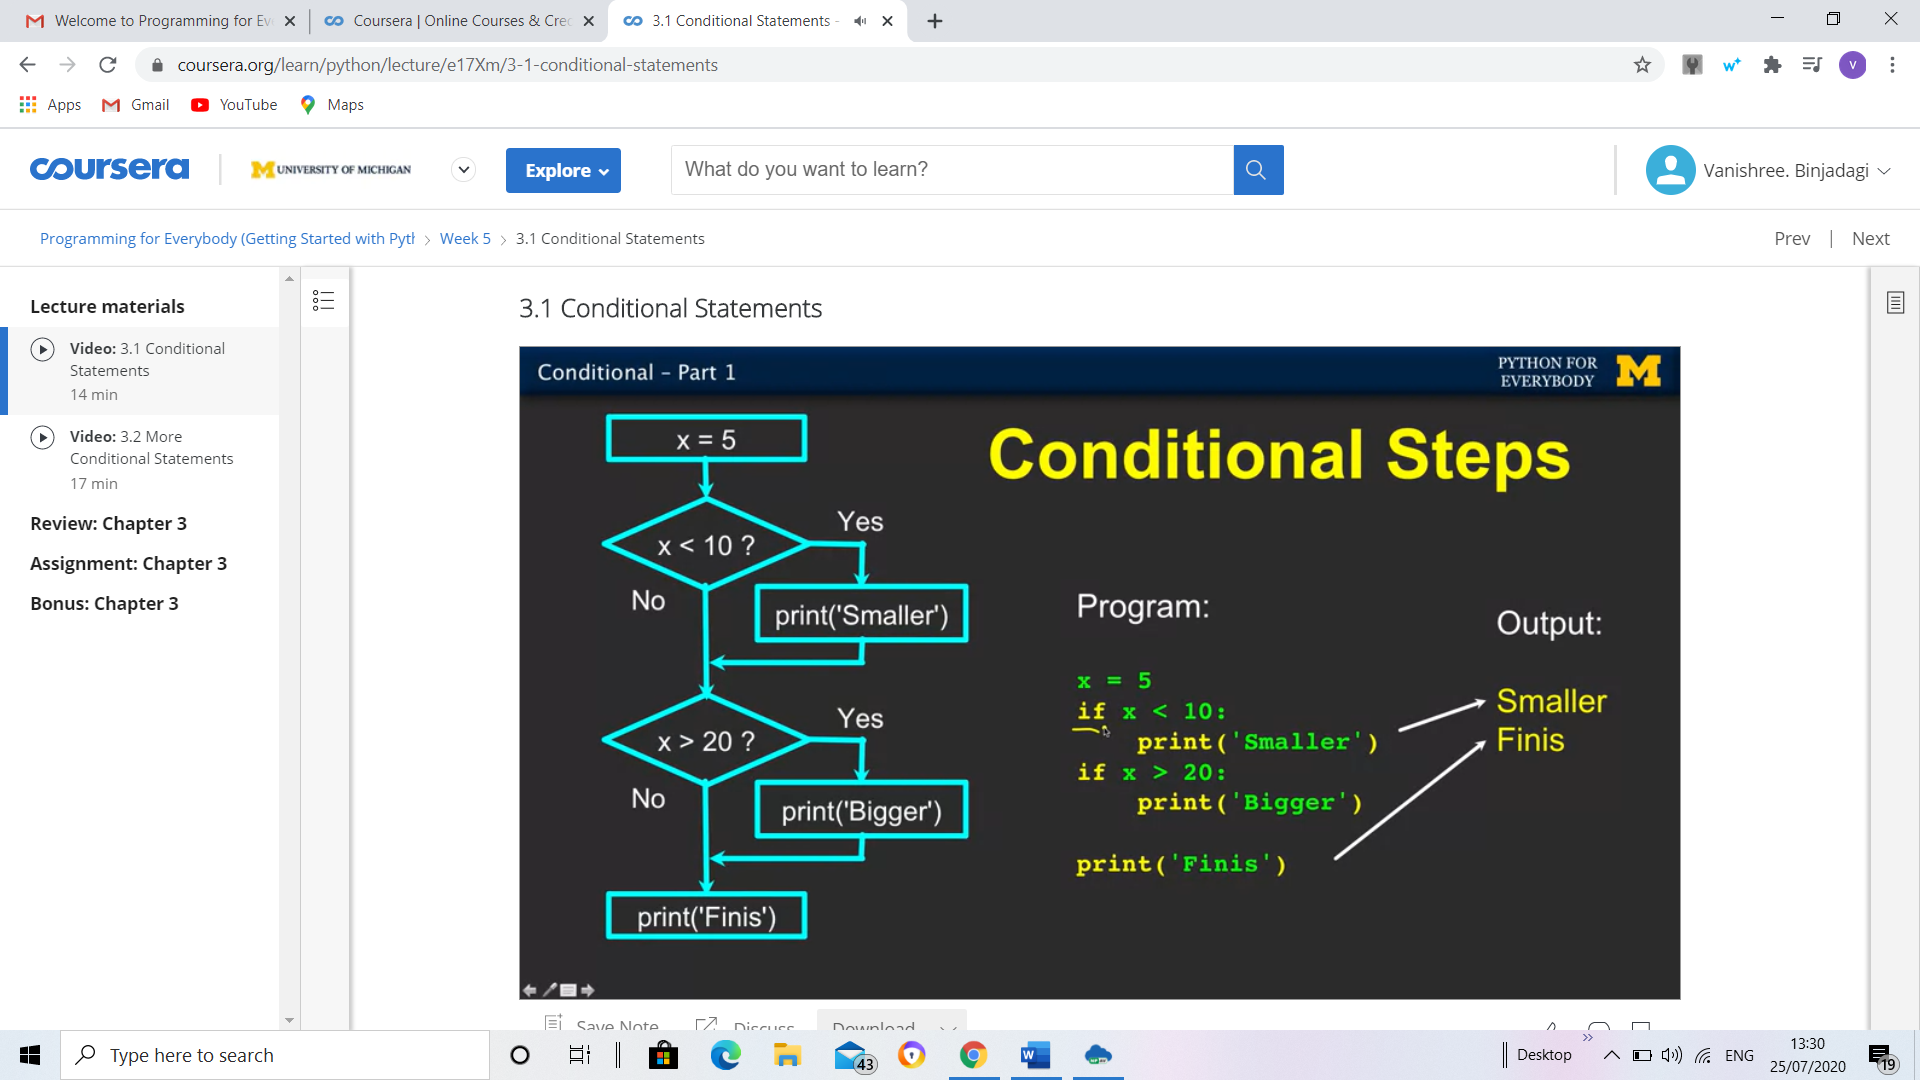 Welcome to Programming for Ev
Coursera | Online Courses & Cred
3.1 Conditional Statements -
coursera.org/learn/python/lecture/e17Xm/3-1-conditional-statements
w+
v
Apps
Gmail
YouTube
Maps
coursera
M UNIVERSITY OF MICHIGAN
Explore
What do you want to learn?
Vanishree. Binjadagi
Programming for Everybody (Getting Started with Pyth
Week 5
3.1 Conditional Statements
Prev | Next
Lecture materials
Video: 3.1 Conditional
Statements
14 min
Video: 3.2 More
Conditional Statements
17 min
Review: Chapter 3
Assignment: Chapter 3
Bonus: Chapter 3
3.1 Conditional Statements
Conditional – Part 1
PYTHON FOR
EVERYBODY
M
Conditional Steps
x = 5
x < 10 ?
Yes
No
print('Smaller')
x > 20 ?
Yes
No
print('Bigger')
print('Finis')
Program:
x = 5
if x < 10:
print('Smaller')
if x > 20:
print('Bigger')
print('Finis')
Output:
Smaller
Finis
Save Note
Discuss
Download
Type here to search
43
W
Desktop
ENG
13:30
25/07/2020
19